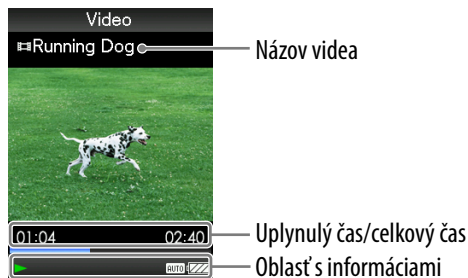 Video
Running Dog
Názov videa
01:04 02:40
Uplynulý čas/celkový čas
AUTO
Oblasť s informáciami